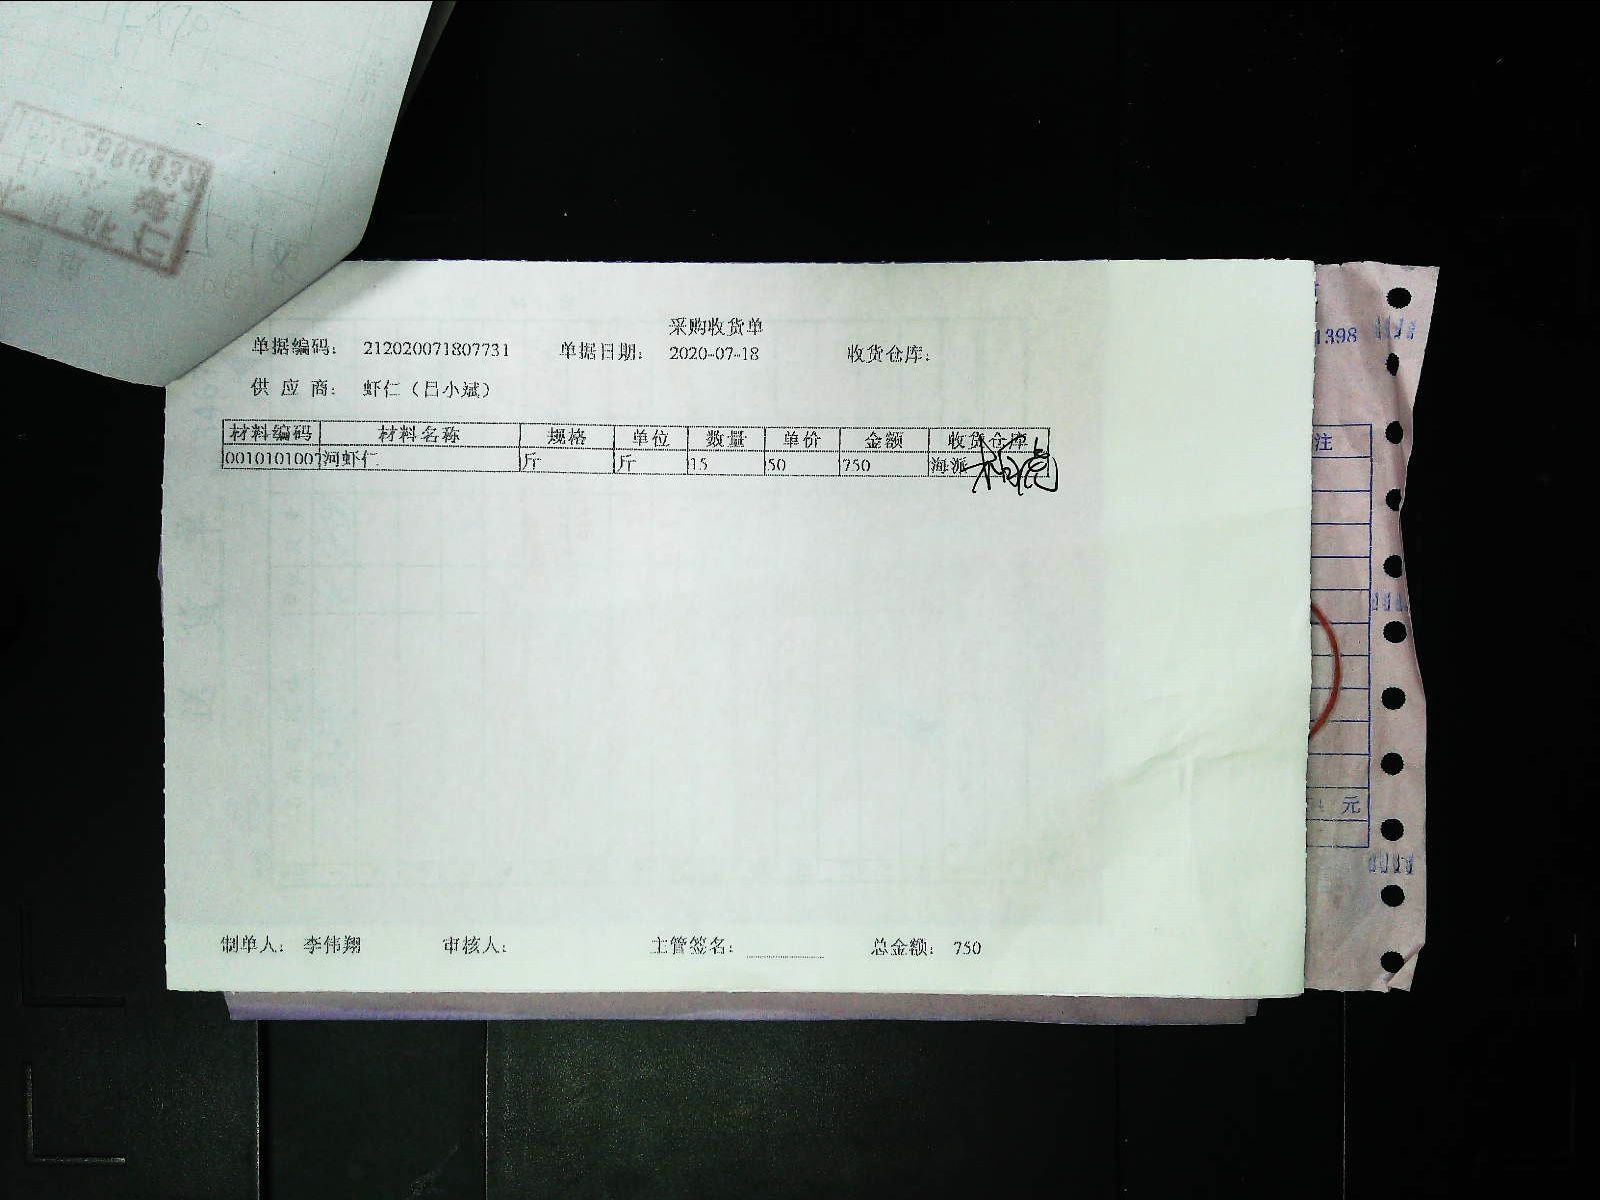 采购收货单
单据编码： 212020071807731 单据日期： 2020-07-18 收货仓库：
供 应 商： 虾仁（吕小斌）
材料编码 材料名称 规格 单位 数量 单价 金额 收货仓库
0010101007 河虾仁 斤 斤 15 50 750 海派
制单人： 李伟翔 审核人： 主管签名： 总金额： 750
1398
注
元